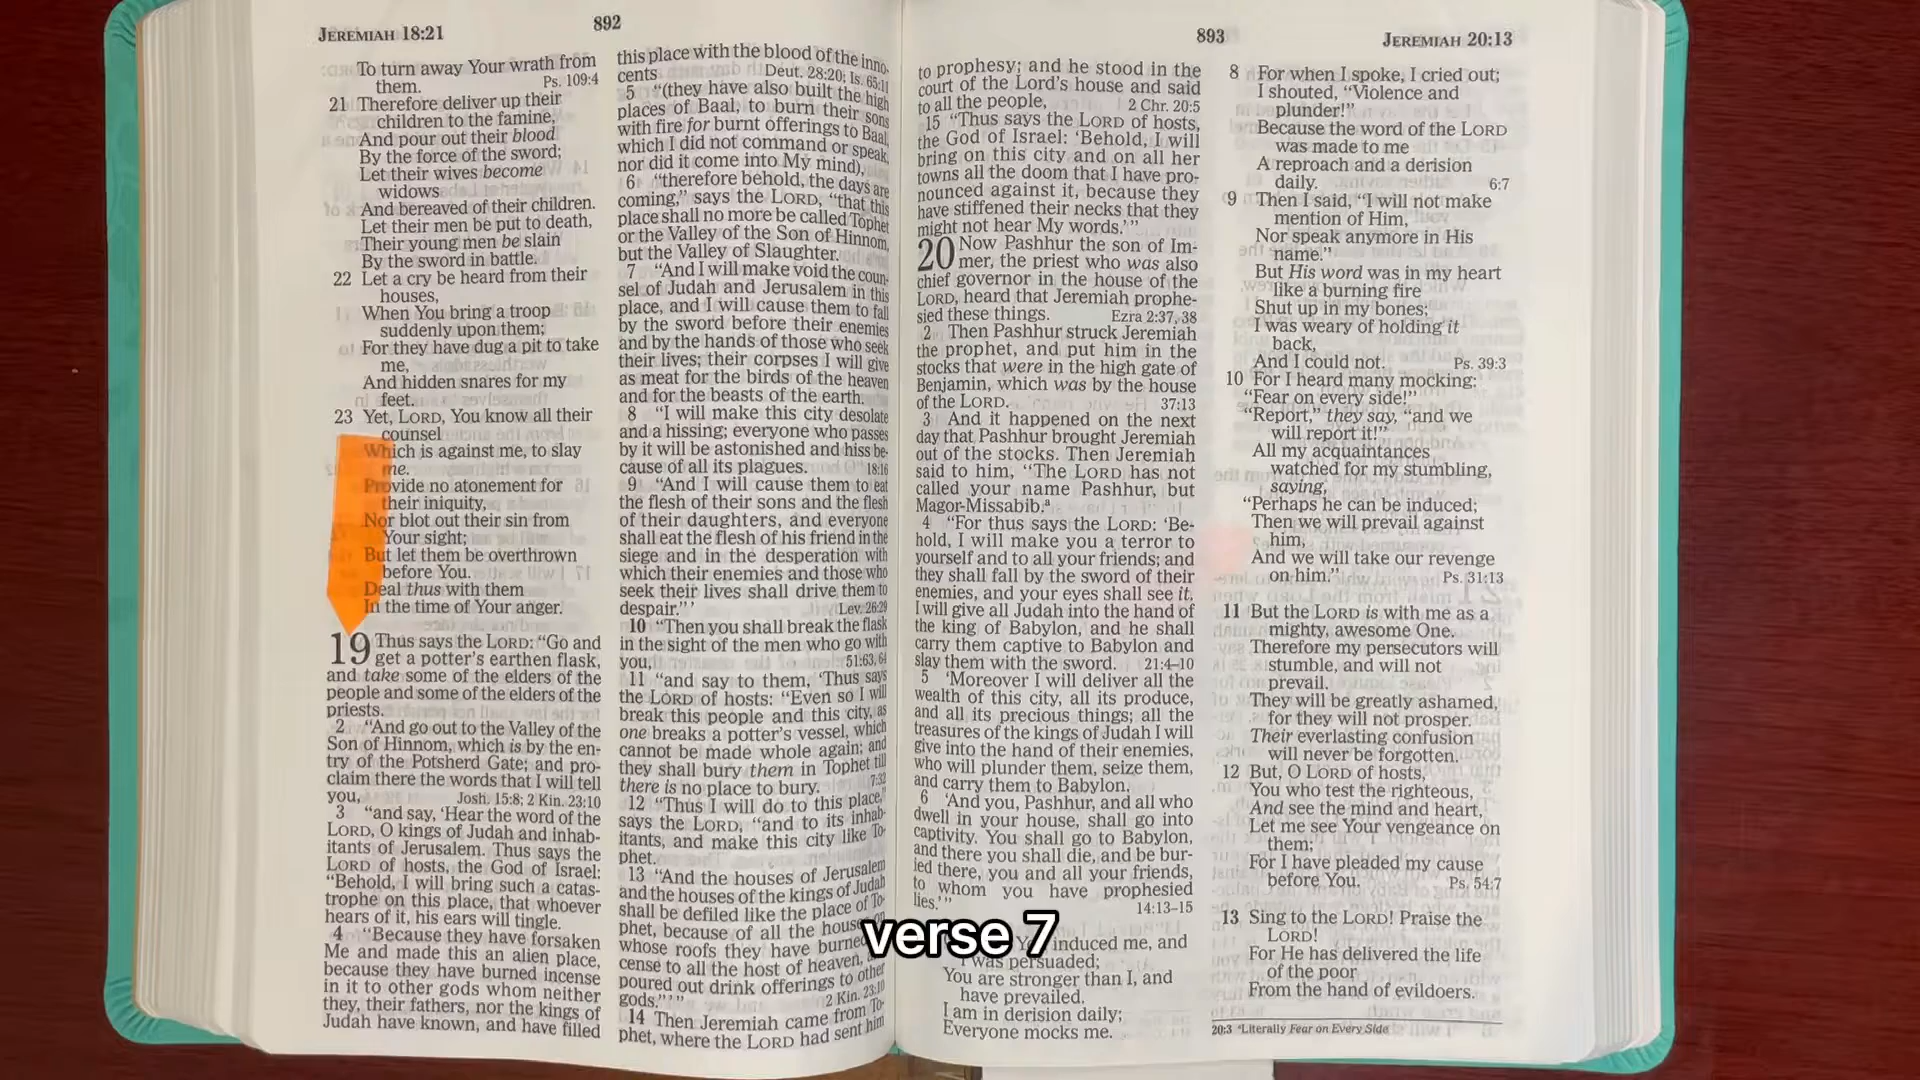 JEREMIAH 18:21
892
To turn away Your wrath from
them. Ps. 109:4
21 Therefore deliver up their
children to the famine,
And pour out their blood
By the force of the sword;
Let their wives become
widows
And bereaved of their children.
Let their men be put to death,
Their young men be slain
By the sword in battle.
22 Let a cry be heard from their
houses,
When You bring a troop
suddenly upon them;
For they have dug a pit to take
me,
And hidden snares for my
feet.
23 Yet, LORD, You know all their
counsel
Which is against me, to slay
me.
Provide no atonement for
their iniquity,
Nor blot out their sin from
Your sight;
But let them be overthrown
before You.
Deal thus with them
In the time of Your anger.
19 Thus says the LORD: “Go and
get a potter’s earthen flask,
and take some of the elders of the
people and some of the elders of the
priests.
2 “And go out to the Valley of the
Son of Hinnom, which is by the en-
try of the Potsherd Gate; and pro-
claim there the words that I will tell
you, Josh. 15:8; 2 Kin. 23:10
3 “and say, ‘Hear the word of the
LORD, O kings of Judah and inhab-
itants of Jerusalem. Thus says the
LORD of hosts, the God of Israel:
“Behold, I will bring such a catas-
trophe on this place, that whoever
hears of it, his ears will tingle.
4 “Because they have forsaken
Me and made this an alien place,
because they have burned incense
in it to other gods whom neither
they, their fathers, nor the kings of
Judah have known, and have filled
this place with the blood of the inno-
cents Deut. 28:20; Is. 65:11
5 “(they have also built the high
places of Baal, to burn their sons
with fire for burnt offerings to Baal,
which I did not command or speak,
nor did it come into My mind),
6 “therefore behold, the days are
coming,” says the LORD, “that this
place shall no more be called Tophet
or the Valley of the Son of Hinnom,
but the Valley of Slaughter.
7 “And I will make void the coun-
sel of Judah and Jerusalem in this
place, and I will cause them to fall
by the sword before their enemies
and by the hands of those who seek
their lives; their corpses I will give
as meat for the birds of the heaven
and for the beasts of the earth.
8 “I will make this city desolate
and a hissing; everyone who passes
by it will be astonished and hiss be-
cause of all its plagues. 18:16
9 “And I will cause them to eat
the flesh of their sons and the flesh
of their daughters, and everyone
shall eat the flesh of his friend in the
siege and in the desperation with
which their enemies and those who
seek their lives shall drive them to
despair.”’ Lev. 26:29
10 “Then you shall break the flask
in the sight of the men who go with
you, 51:63, 64
11 “and say to them, ‘Thus says
the LORD of hosts: “Even so I will
break this people and this city, as
one breaks a potter’s vessel, which
cannot be made whole again; and
they shall bury them in Tophet till
there is no place to bury. 7:32
12 “Thus I will do to this place,”
says the LORD, “and to its inhab-
itants, and make this city like To-
phet.
13 “And the houses of Jerusalem
and the houses of the kings of Judah
shall be defiled like the place of To-
phet, because of all the houses on
whose roofs they have burned
cense to all the host of heaven,
poured out drink offerings to other
gods.”’” 2 Kin. 23:10
14 Then Jeremiah came from To-
phet, where the LORD had sent him
893
JEREMIAH 20:13
to prophesy; and he stood in the
court of the Lord’s house and said
to all the people, 2 Chr. 20:5
15 “Thus says the LORD of hosts,
the God of Israel: ‘Behold, I will
bring on this city and on all her
towns all the doom that I have pro-
nounced against it, because they
have stiffened their necks that they
might not hear My words.’”
20 Now Pashhur the son of Im-
mer, the priest who was also
chief governor in the house of the
LORD, heard that Jeremiah prophe-
sied these things. Ezra 2:37, 38
2 Then Pashhur struck Jeremiah
the prophet, and put him in the
stocks that were in the high gate of
Benjamin, which was by the house
of the LORD. 37:13
3 And it happened on the next
day that Pashhur brought Jeremiah
out of the stocks. Then Jeremiah
said to him, “The LORD has not
called your name Pashhur, but
Magor-Missabib.ª
4 “For thus says the LORD: ‘Be-
hold, I will make you a terror to
yourself and to all your friends; and
they shall fall by the sword of their
enemies, and your eyes shall see it.
I will give all Judah into the hand of
the king of Babylon, and he shall
carry them captive to Babylon and
slay them with the sword. 21:4–10
5 ‘Moreover I will deliver all the
wealth of this city, all its produce,
and all its precious things; all the
treasures of the kings of Judah I will
give into the hand of their enemies,
who will plunder them, seize them,
and carry them to Babylon.
6 ‘And you, Pashhur, and all who
dwell in your house, shall go into
captivity. You shall go to Babylon,
and there you shall die, and be bur-
ied there, you and all your friends,
to whom you have prophesied
lies.’” 14:13–15
verse 7
induced me, and
I was persuaded;
You are stronger than I, and
have prevailed.
I am in derision daily;
Everyone mocks me.
8 For when I spoke, I cried out;
I shouted, “Violence and
plunder!”
Because the word of the LORD
was made to me
A reproach and a derision
daily. 6:7
9 Then I said, “I will not make
mention of Him,
Nor speak anymore in His
name.”
But His word was in my heart
like a burning fire
Shut up in my bones;
I was weary of holding it
back,
And I could not. Ps. 39:3
10 For I heard many mocking:
“Fear on every side!”
“Report,” they say, “and we
will report it!”
All my acquaintances
watched for my stumbling,
saying,
“Perhaps he can be induced;
Then we will prevail against
him,
And we will take our revenge
on him.” Ps. 31:13
11 But the LORD is with me as a
mighty, awesome One.
Therefore my persecutors will
stumble, and will not
prevail.
They will be greatly ashamed,
for they will not prosper.
Their everlasting confusion
will never be forgotten.
12 But, O LORD of hosts,
You who test the righteous,
And see the mind and heart,
Let me see Your vengeance on
them;
For I have pleaded my cause
before You. Ps. 54:7
13 Sing to the LORD! Praise the
LORD!
For He has delivered the life
of the poor
From the hand of evildoers.
20:3 ªLiterally Fear on Every Side